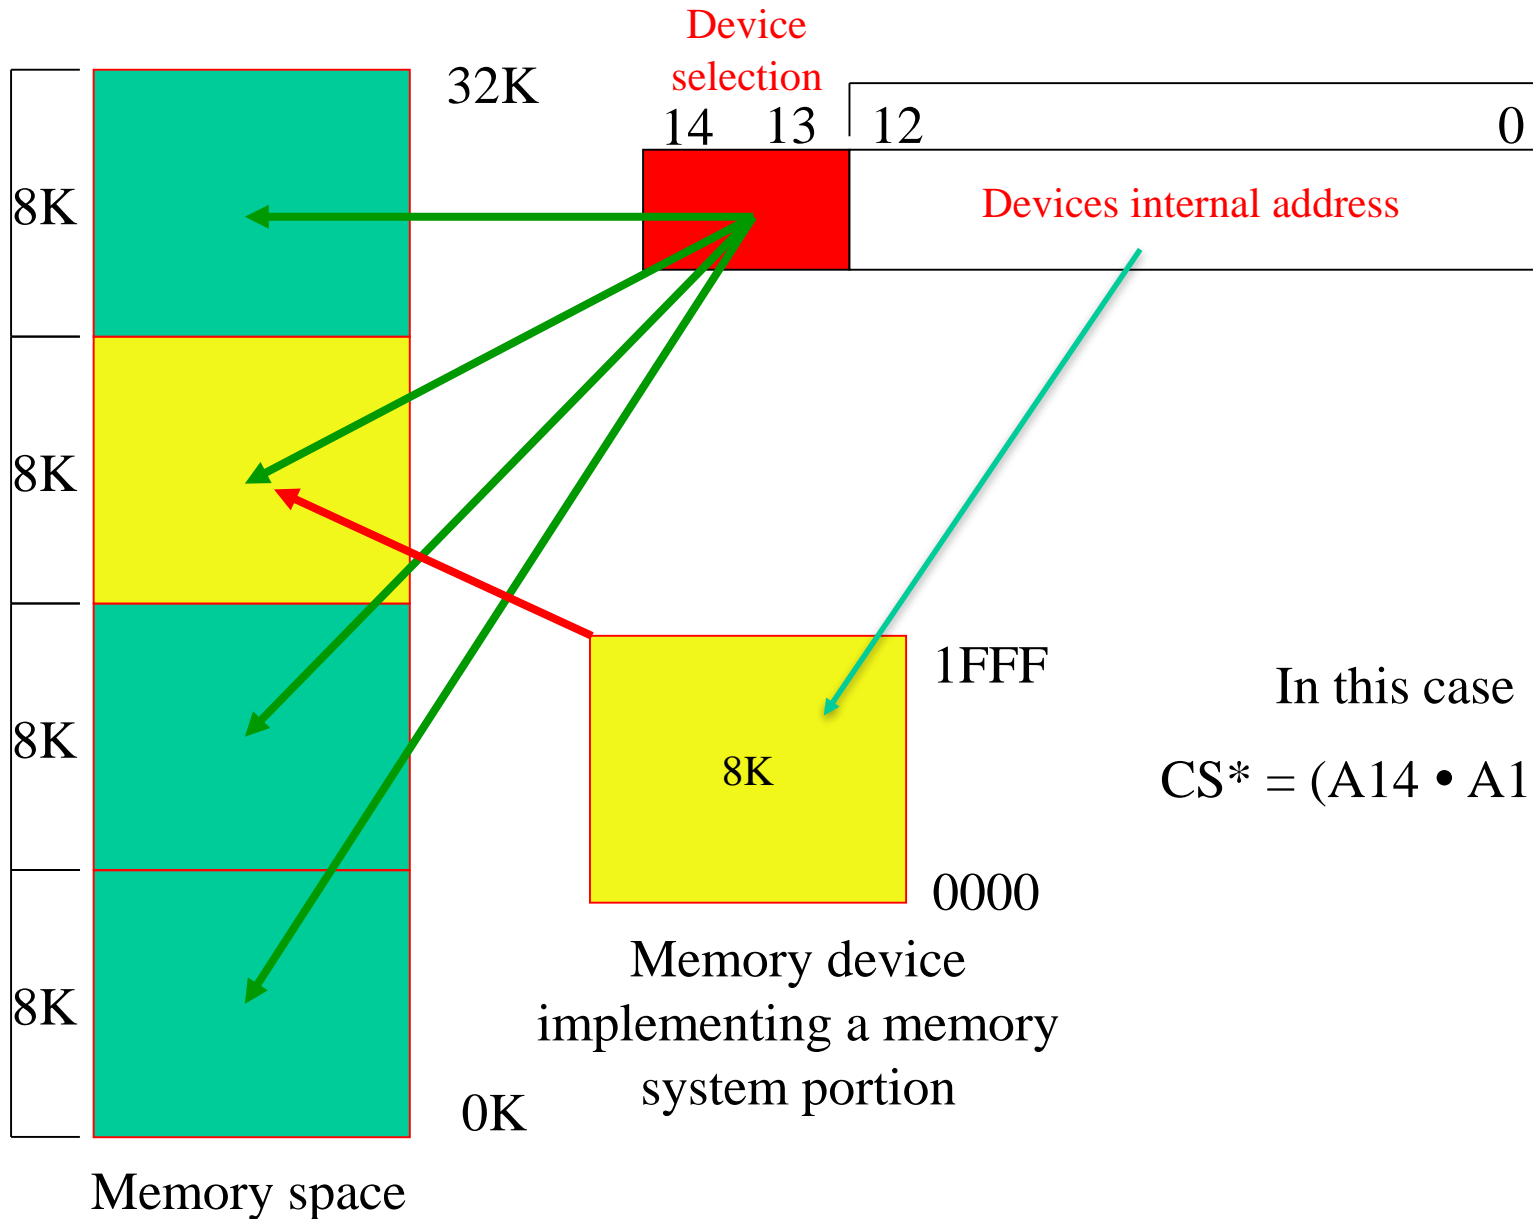 Device
selection
32K
14 13 12 0
8K
Devices internal address
8K
1FFF
In this case
8K
8K
CS* = (A14 • A1
0000
Memory device
implementing a memory
system portion
8K
0K
Memory space